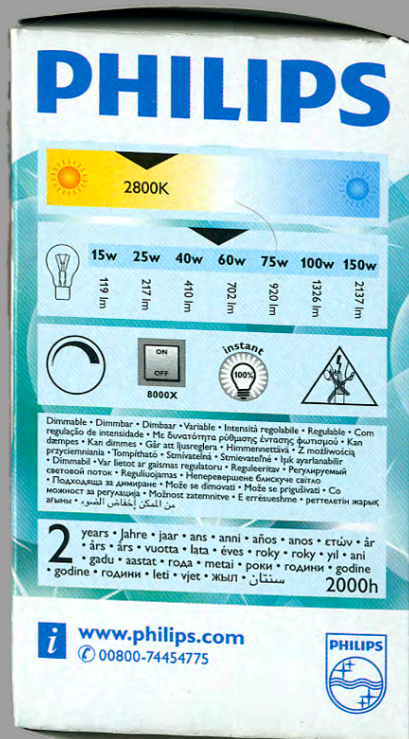 PHILIPS
2800K
15w 25w 40w 60w 75w 100w 150w
119 lm 217 lm 410 lm 702 lm 920 lm 1326 lm 2137 lm
ON
OFF
8000X
instant
100%
Dimmable • Dimmbar • Dimbaar • Variable • Intensità regolabile • Regulable • Com
regulação de intensidade • Με δυνατότητα ρύθμισης έντασης φωτισμού • Kan
dæmpes • Kan dimmes • Går att ljusreglera • Himmennettävä • Z możliwością
przyciemniania • Tompítható • Stmívatelná • Stmievateľné • Işık ayarlanabilir
• Dimmabil • Var lietot ar gaismas regulatoru • Reguleeritav • Регулируемый
световой поток • Reguliuojamas • Непереревшене блискуче світло
• Подходяща за димиране • Može se dimovati • Može se prigušivati • Со
можност за регулација • Možnost zatemnitve • E errësueshme • реттелетін жарық
ағыны • من الممكن إخفاض الضوء
2 years • Jahre • jaar • ans • anni • años • anos • ετών • år
• års • års • vuotta • lata • éves • roky • roky • yıl • ani
• gadu • aastat • года • metai • роки • години • godine
• godine • години • leti • vjet • жыл • سنتان
2000h
i www.philips.com
✆ 00800-74454775
PHILIPS